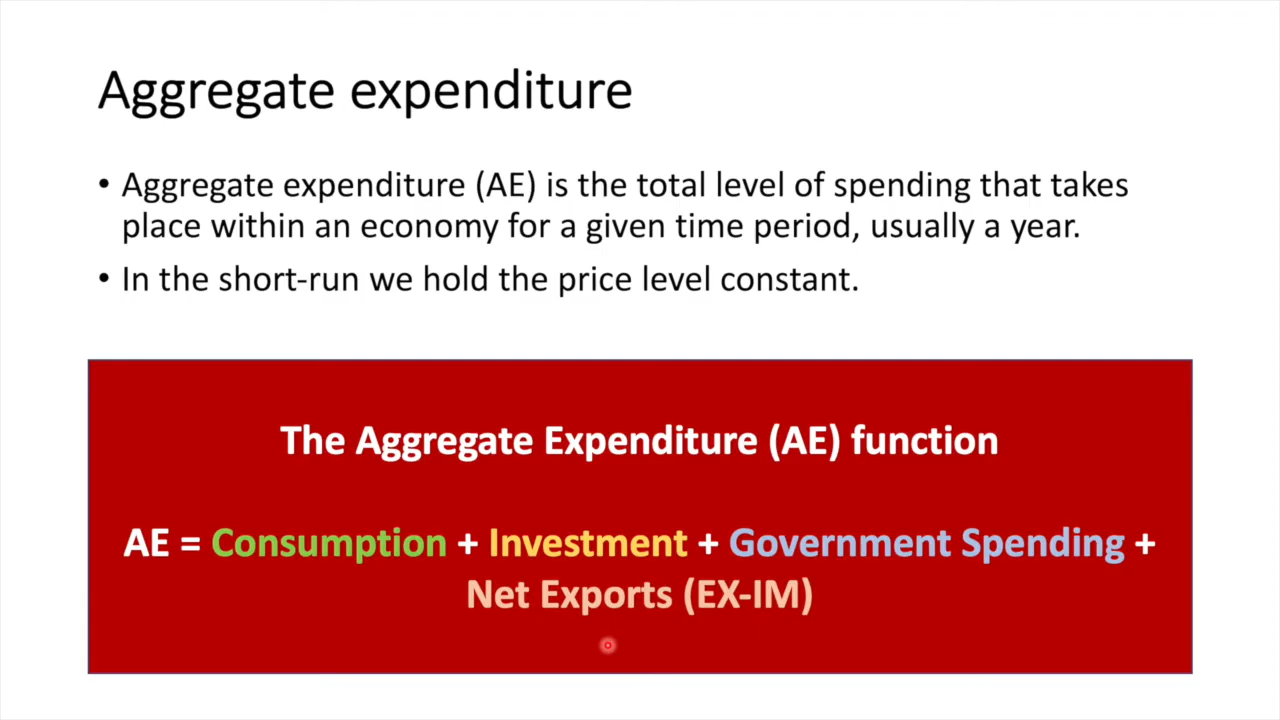 Aggregate expenditure
• Aggregate expenditure (AE) is the total level of spending that takes
place within an economy for a given time period, usually a year.
• In the short-run we hold the price level constant.
The Aggregate Expenditure (AE) function
AE = Consumption + Investment + Government Spending +
Net Exports (EX-IM)